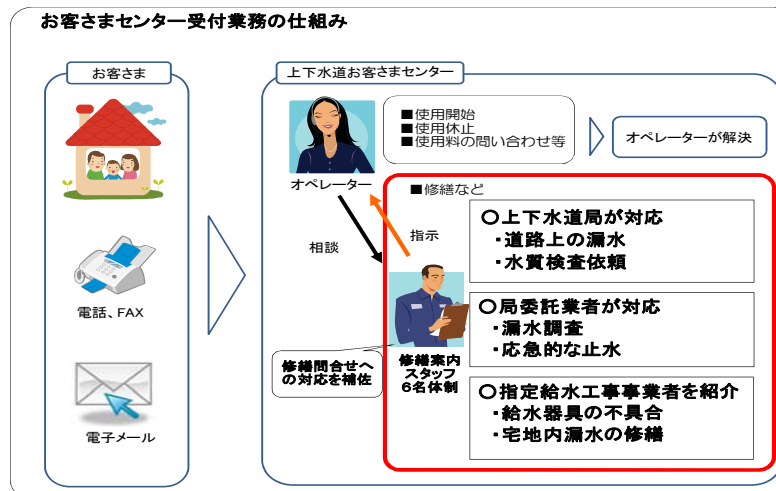 お客さまセンター受付業務の仕組み
お客さま
電話、FAX
電子メール
上下水道お客さまセンター
オペレーター
■使用開始
■使用休止
■使用料の問い合わせ等
オペレーターが解決
相談
指示
■修繕など
修繕問合せへ
の対応を補佐
修繕案内
スタッフ
6名体制
〇上下水道局が対応
・道路上の漏水
・水質検査依頼
〇局委託業者が対応
・漏水調査
・応急的な止水
〇指定給水工事事業者を紹介
・給水器具の不具合
・宅地内漏水の修繕